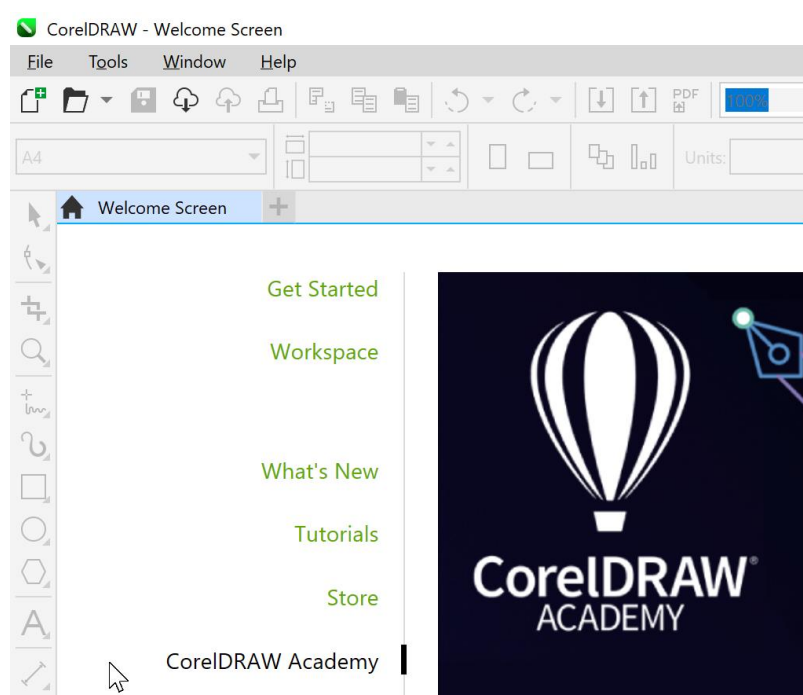 CorelDRAW - Welcome Screen
File Tools Window Help
PDF 100%
A4 Units:
Welcome Screen
Get Started
Workspace
What's New
Tutorials
Store
CorelDRAW Academy
CorelDRAW®
ACADEMY